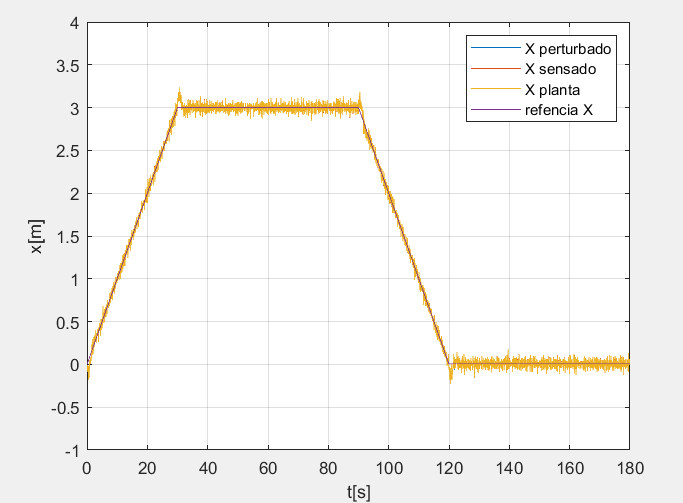 4
3.5
3
2.5
2
1.5
1
0.5
0
-0.5
-1
x[m]
X perturbado
X sensado
X planta
refencia X
0 20 40 60 80 100 120 140 160 180
t[s]